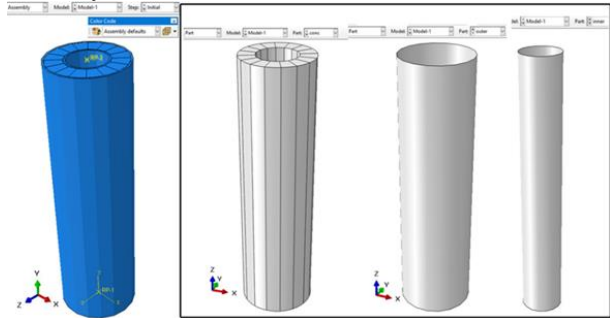 Assembly Model: Model-1 Step: Initial
Color Code
Assembly defaults
RP-1
Y
Z X
Part Model: Model-1 Part: conc
Z
Y
X
Part Model: Model-1 Part: outer
Z
Y
X
Model-1 Part: inner